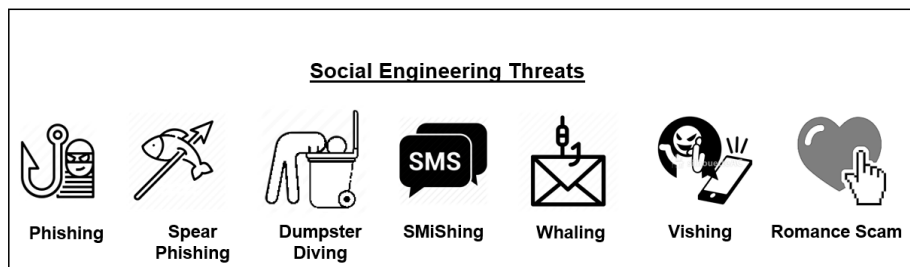 Social Engineering Threats
SMS
Phishing
Spear
Phishing
Dumpster
Diving
SMiShing
Whaling
Vishing
Romance Scam